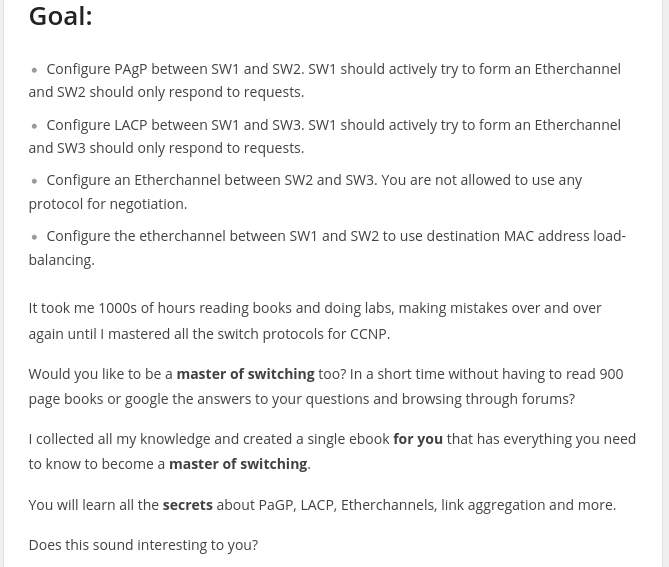 Goal:
Configure PAgP between SW1 and SW2. SW1 should actively try to form an Etherchannel
and SW2 should only respond to requests.
Configure LACP between SW1 and SW3. SW1 should actively try to form an Etherchannel
and SW3 should only respond to requests.
Configure an Etherchannel between SW2 and SW3. You are not allowed to use any
protocol for negotiation.
Configure the etherchannel between SW1 and SW2 to use destination MAC address load-
balancing.
It took me 1000s of hours reading books and doing labs, making mistakes over and over
again until I mastered all the switch protocols for CCNP.
Would you like to be a master of switching too? In a short time without having to read 900
page books or google the answers to your questions and browsing through forums?
I collected all my knowledge and created a single ebook for you that has everything you need
to know to become a master of switching.
You will learn all the secrets about PaGP, LACP, Etherchannels, link aggregation and more.
Does this sound interesting to you?